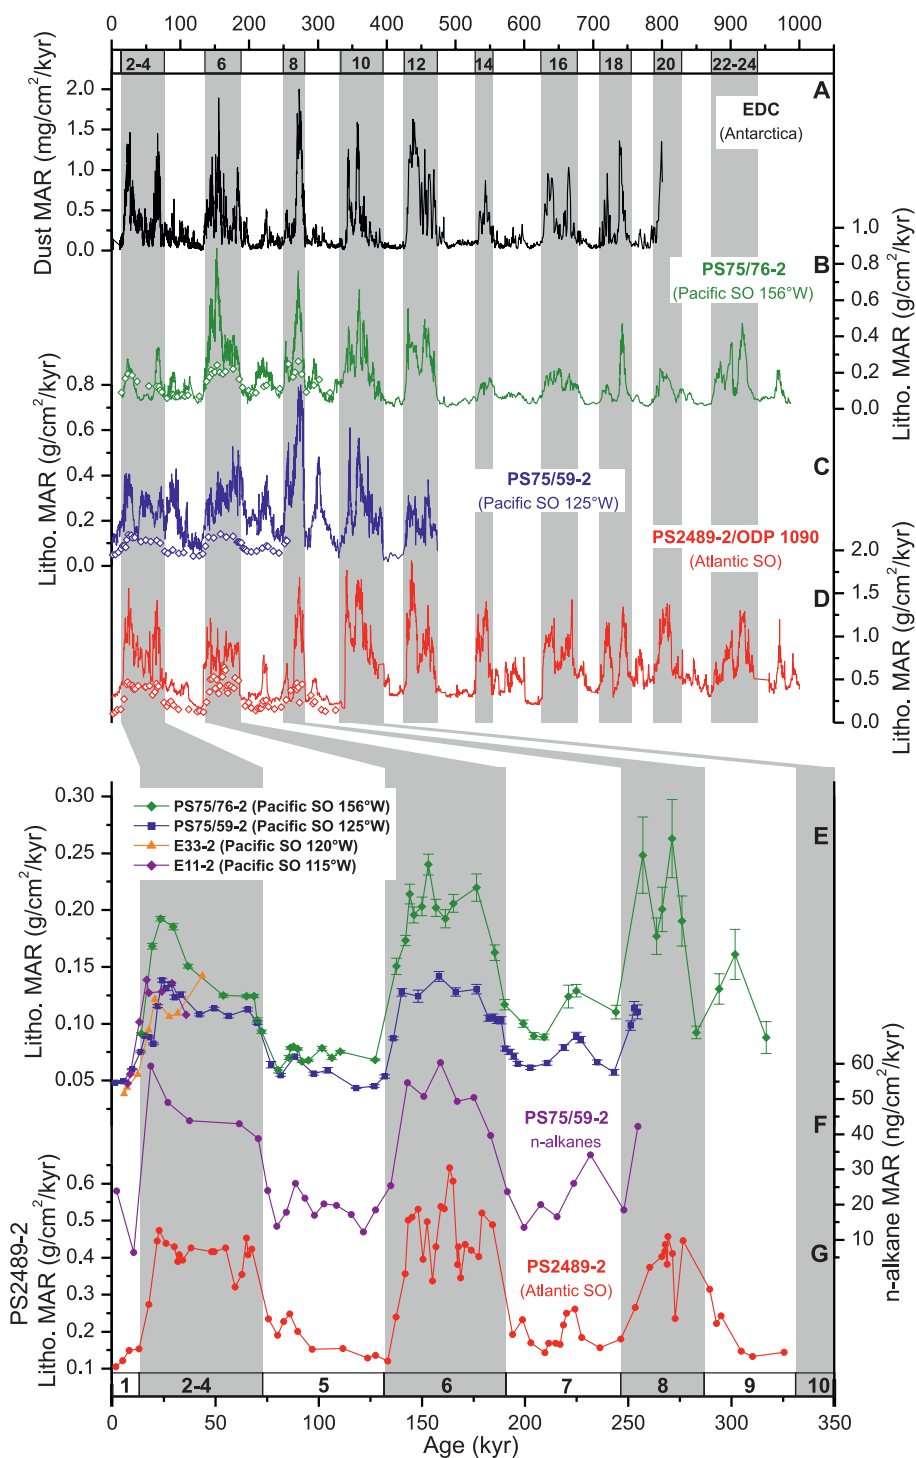 0 100 200 300 400 500 600 700 800 900 1000
2-4 6 8 10 12 14 16 18 20 22-24
A
EDC
(Antarctica)
Dust MAR (mg/cm²/kyr)
2.0
1.5
1.0
0.5
0.0
B
PS75/76-2
(Pacific SO 156°W)
Litho. MAR (g/cm²/kyr)
1.0
0.8
0.6
0.4
0.2
0.0
C
PS75/59-2
(Pacific SO 125°W)
Litho. MAR (g/cm²/kyr)
0.8
0.6
0.4
0.2
0.0
PS2489-2/ODP 1090
(Atlantic SO)
D
Litho. MAR (g/cm²/kyr)
2.0
1.5
1.0
0.5
0.0
E
PS75/76-2 (Pacific SO 156°W)
PS75/59-2 (Pacific SO 125°W)
E33-2 (Pacific SO 120°W)
E11-2 (Pacific SO 115°W)
Litho. MAR (g/cm²/kyr)
0.30
0.25
0.20
0.15
0.10
0.05
F
PS75/59-2
n-alkanes
n-alkane MAR (ng/cm²/kyr)
60
50
40
30
20
10
G
PS2489-2
(Atlantic SO)
PS2489-2
Litho. MAR (g/cm²/kyr)
0.6
0.5
0.4
0.3
0.2
0.1
1 2-4 5 6 7 8 9 10
0 50 100 150 200 250 300 350
Age (kyr)